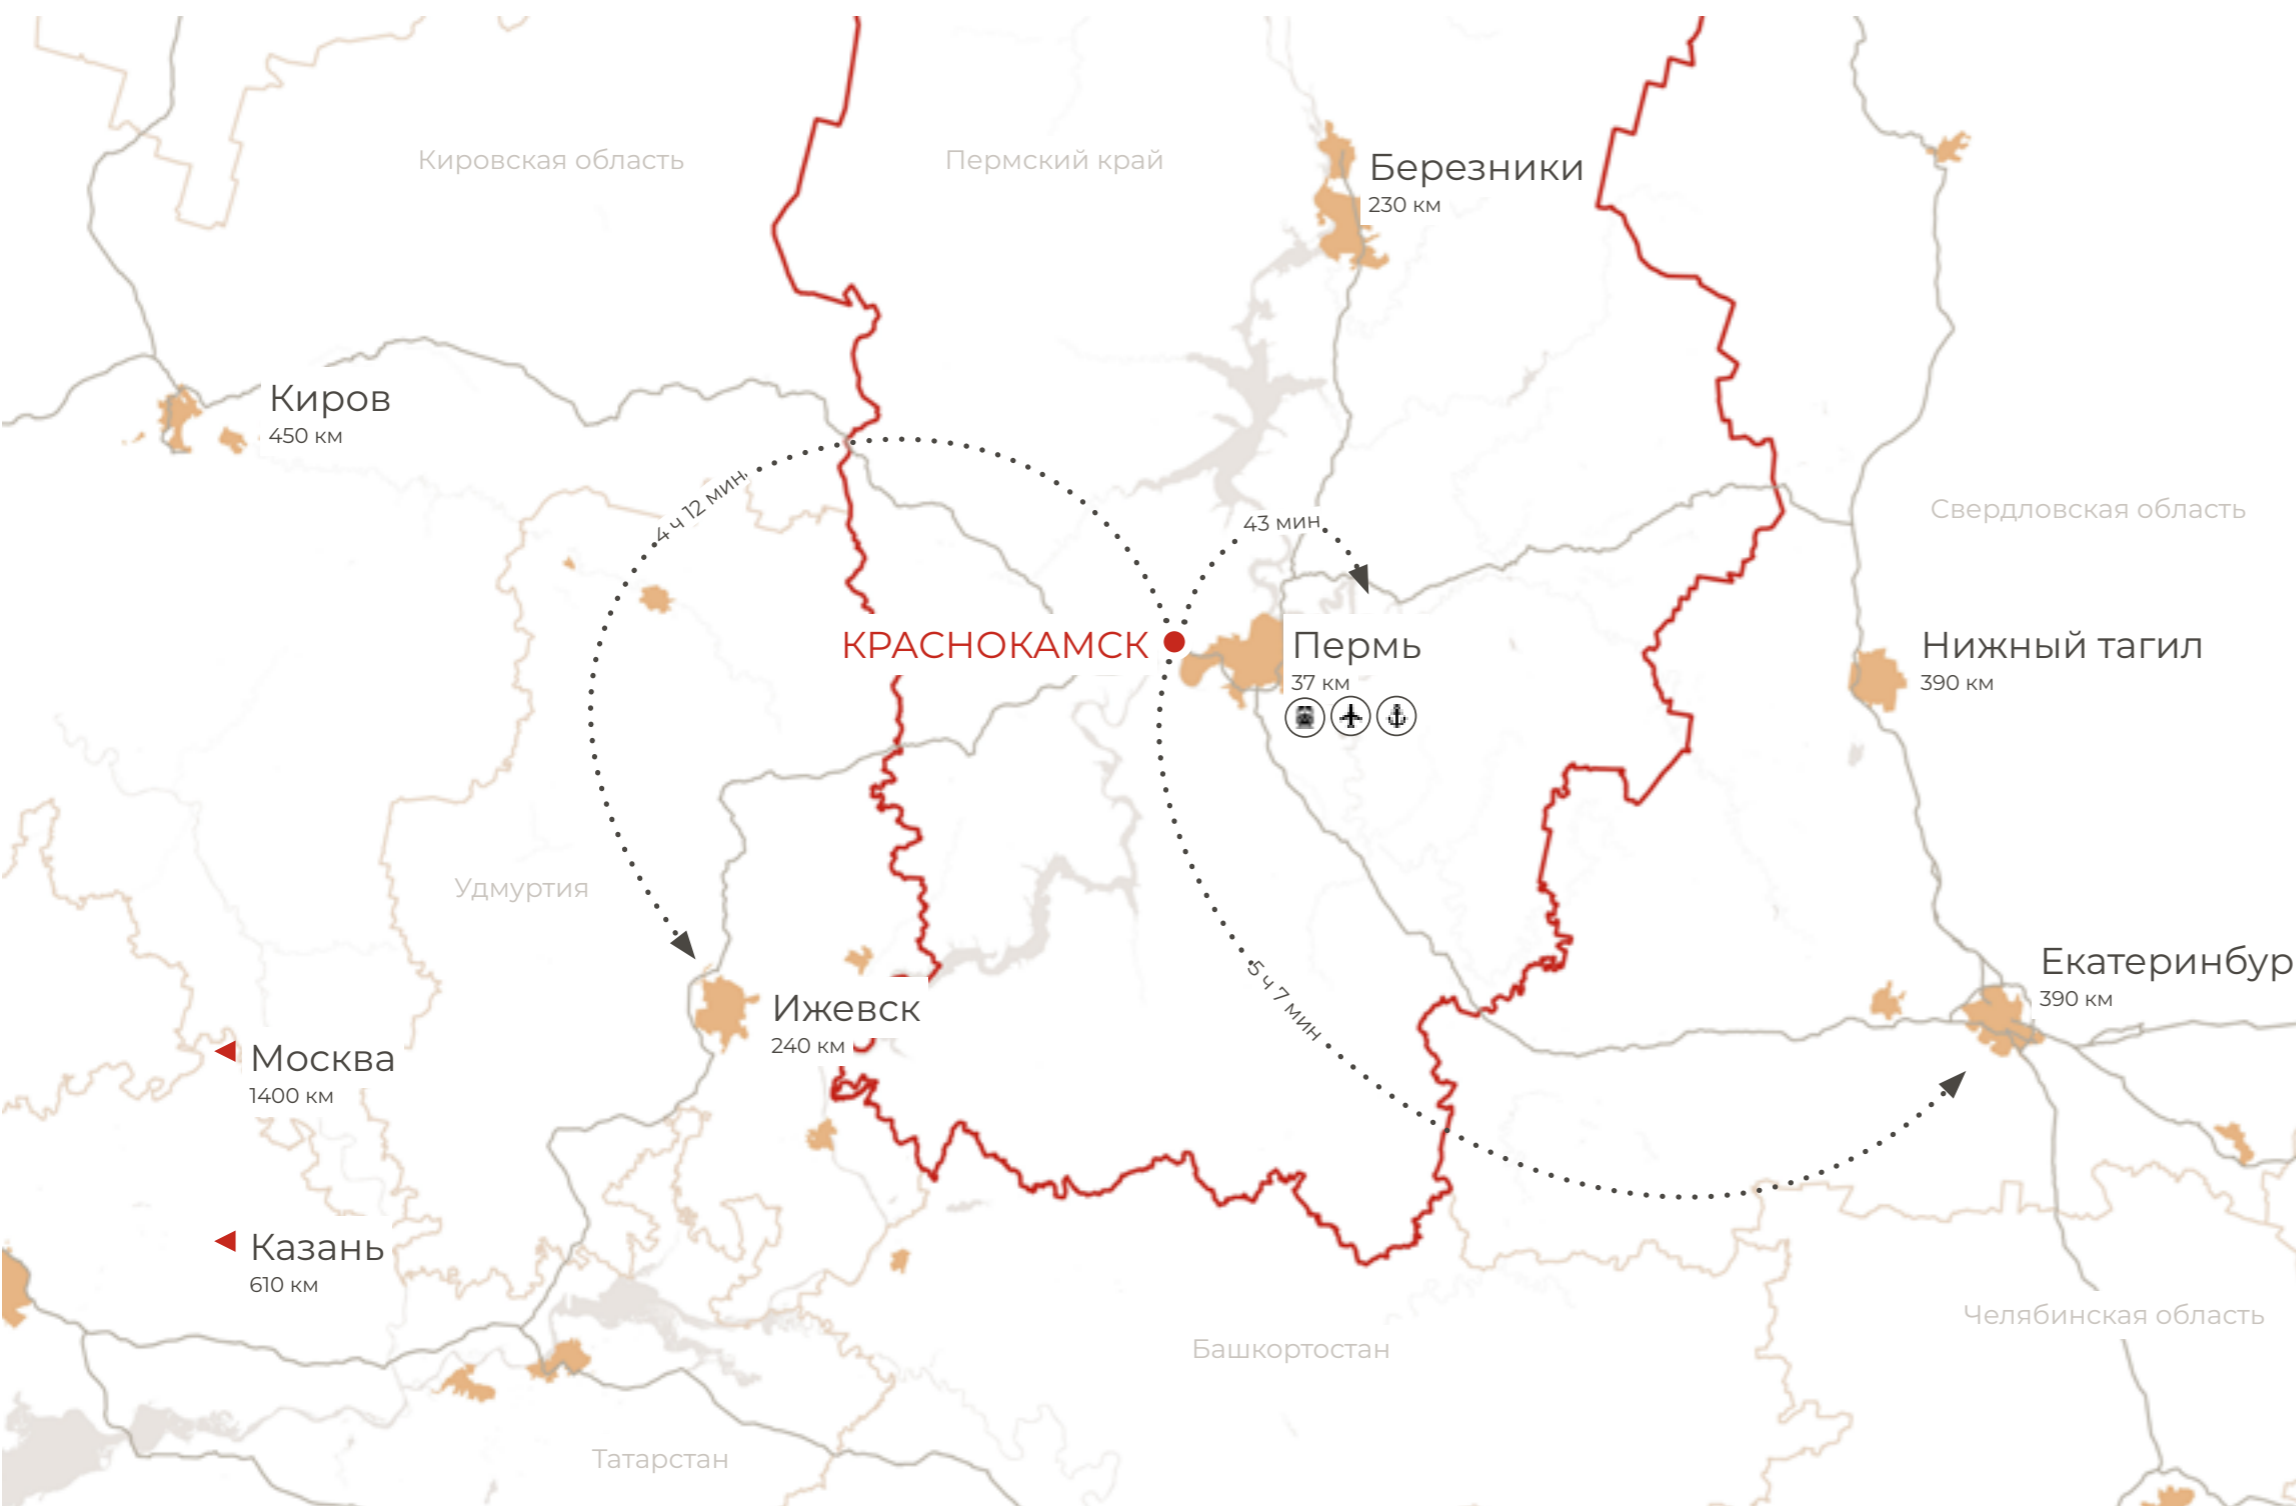 Кировская область
Пермский край
Березники
230 км
Киров
450 км
4 ч 12 мин.
43 мин.
Свердловская область
КРАСНОКАМСК
Пермь
37 км
Нижный тагил
390 км
Удмуртия
Екатеринбур
390 км
5 ч 7 мин
Ижевск
240 км
Москва
1400 км
Казань
610 км
Челябинская область
Башкортостан
Татарстан